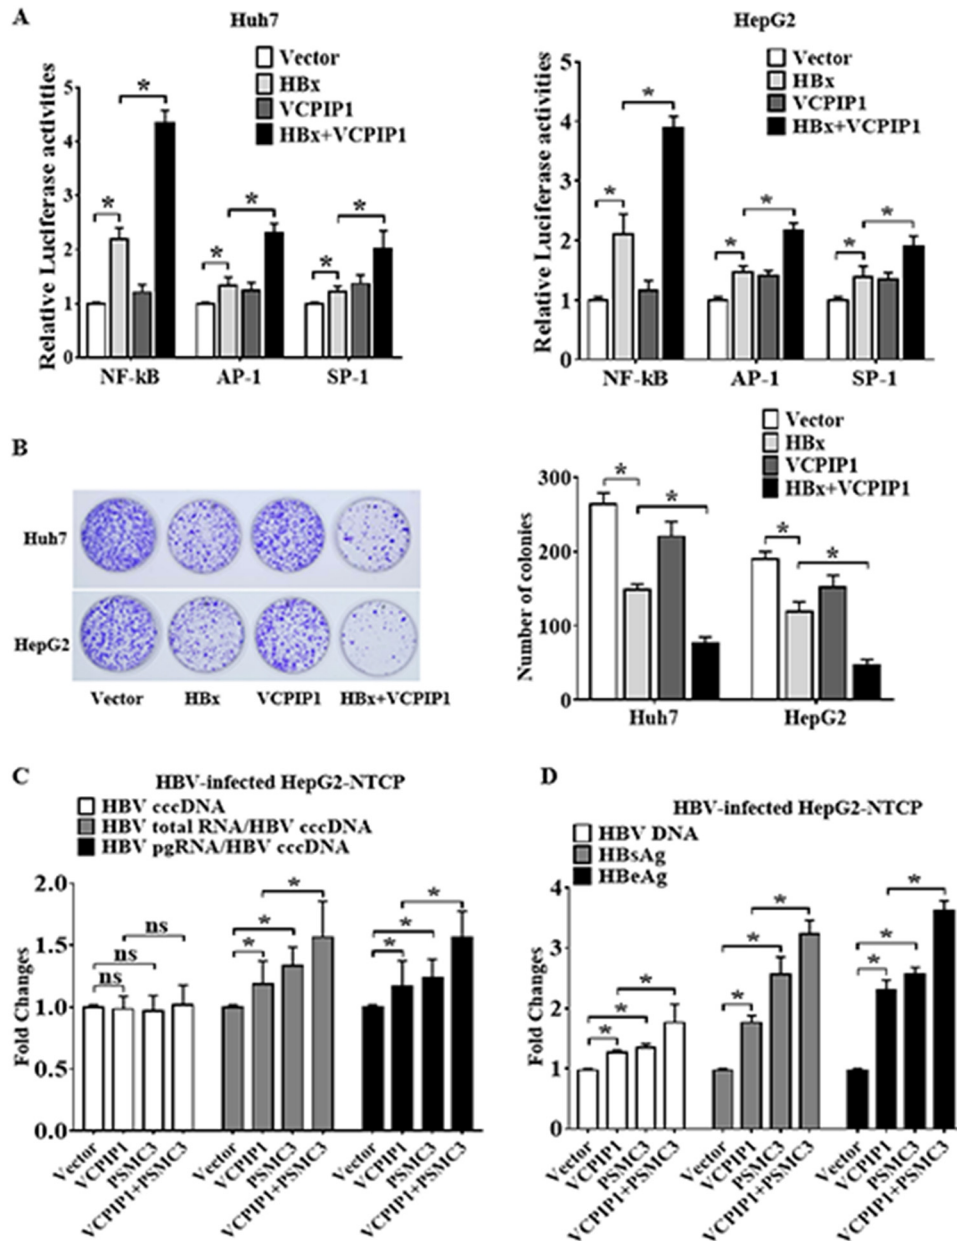 A
Huh7
Vector
HBx
VCPIP1
HBx+VCPIP1
Relative Luciferase activities
5
4
3
2
1
0
*
*
*
*
*
*
NF-kB AP-1 SP-1
HepG2
Vector
HBx
VCPIP1
HBx+VCPIP1
Relative Luciferase activities
5
4
3
2
1
0
*
*
*
*
*
*
NF-kB AP-1 SP-1
B
Huh7
HepG2
Vector HBx VCPIP1 HBx+VCPIP1
Vector
HBx
VCPIP1
HBx+VCPIP1
Number of colonies
300
200
100
0
*
*
*
*
Huh7 HepG2
C
HBV-infected HepG2-NTCP
HBV cccDNA
HBV total RNA/HBV cccDNA
HBV pgRNA/HBV cccDNA
Fold Changes
2.0
1.5
1.0
0.5
0.0
ns
ns
ns
*
*
*
*
*
*
Vector
VCPIP1
PSMC3
VCPIP1+PSMC3
Vector
VCPIP1
PSMC3
VCPIP1+PSMC3
Vector
VCPIP1
PSMC3
VCPIP1+PSMC3
D
HBV-infected HepG2-NTCP
HBV DNA
HBsAg
HBeAg
Fold Changes
4
3
2
1
0
*
*
*
*
*
*
*
*
*
Vector
VCPIP1
PSMC3
VCPIP1+PSMC3
Vector
VCPIP1
PSMC3
VCPIP1+PSMC3
Vector
VCPIP1
PSMC3
VCPIP1+PSMC3